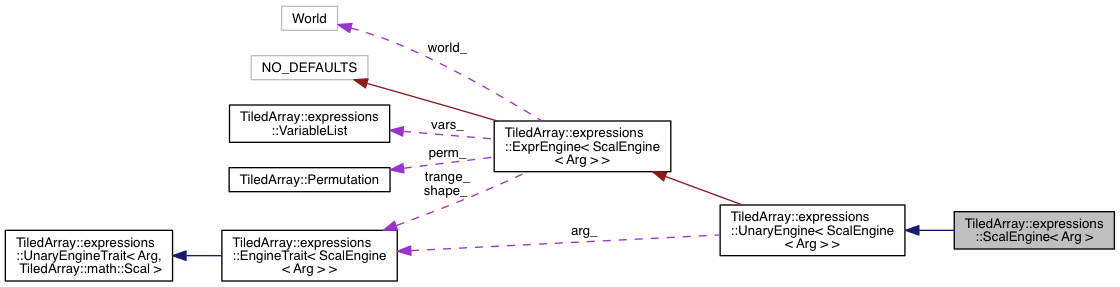 World
world_
NO_DEFAULTS
TiledArray::expressions
::VariableList
vars_
TiledArray::expressions
::ExprEngine< ScalEngine
< Arg > >
perm_
TiledArray::Permutation
trange_
shape_
TiledArray::expressions
::UnaryEngine< ScalEngine
< Arg > >
TiledArray::expressions
::ScalEngine< Arg >
arg_
TiledArray::expressions
::UnaryEngineTrait< Arg,
TiledArray::math::Scal >
TiledArray::expressions
::EngineTrait< ScalEngine
< Arg > >